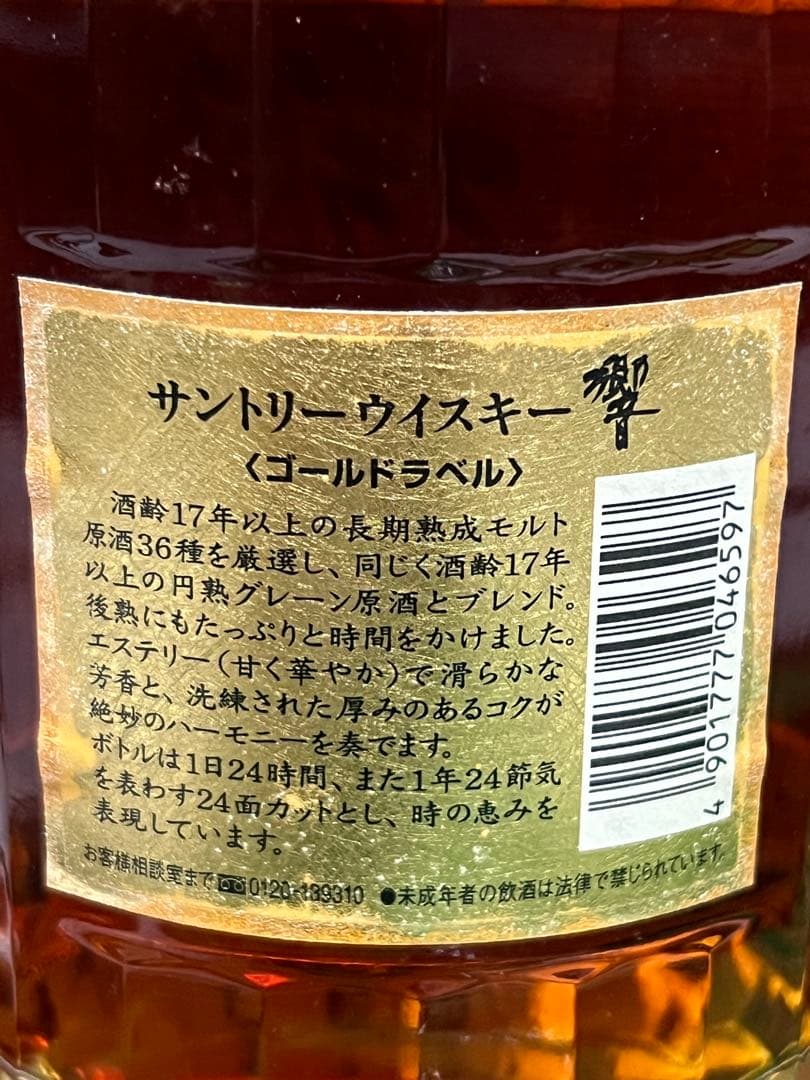 サントリーウイスキー 響
〈ゴールドラベル〉
酒齢17年以上の長期熟成モルト
原酒36種を厳選し、同じく酒齢17年
以上の円熟グレーン原酒とブレンド。
後熟にもたっぷりと時間をかけました。
エステリー(甘く華やか)で滑らかな
芳香と、洗練された厚みのあるコクが
絶妙のハーモニーを奏でます。
ボトルは1日24時間、また1年24節気
を表わす24面カットとし、時の恵みを
表現しています。
お客様相談室まで 0120-139310 ●未成年者の飲酒は法律で禁じられています。
4 901777 046597